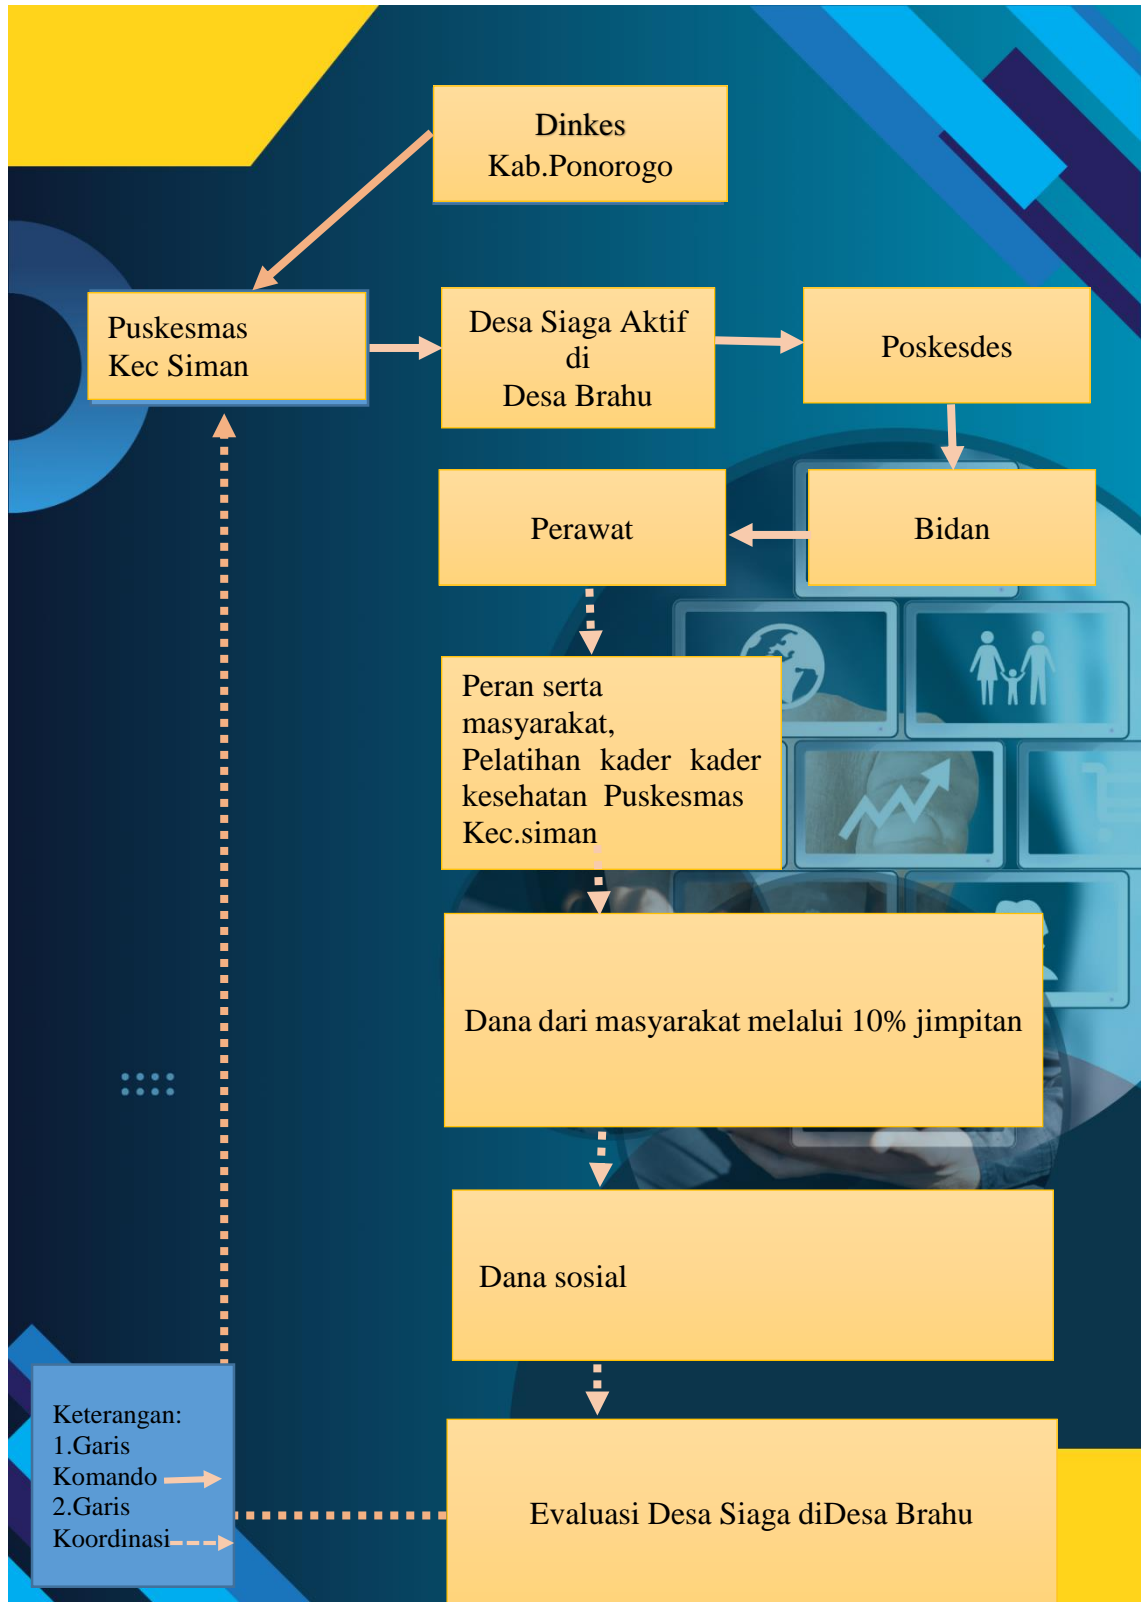 Dinkes
Kab.Ponorogo
Puskesmas
Kec Siman
Desa Siaga Aktif
di
Desa Brahu
Poskesdes
Perawat
Bidan
Peran serta
masyarakat,
Pelatihan kader kader
kesehatan Puskesmas
Kec.siman
Dana dari masyarakat melalui 10% jimpitan
Dana sosial
Keterangan:
1.Garis
Komando
2.Garis
Koordinasi
Evaluasi Desa Siaga diDesa Brahu